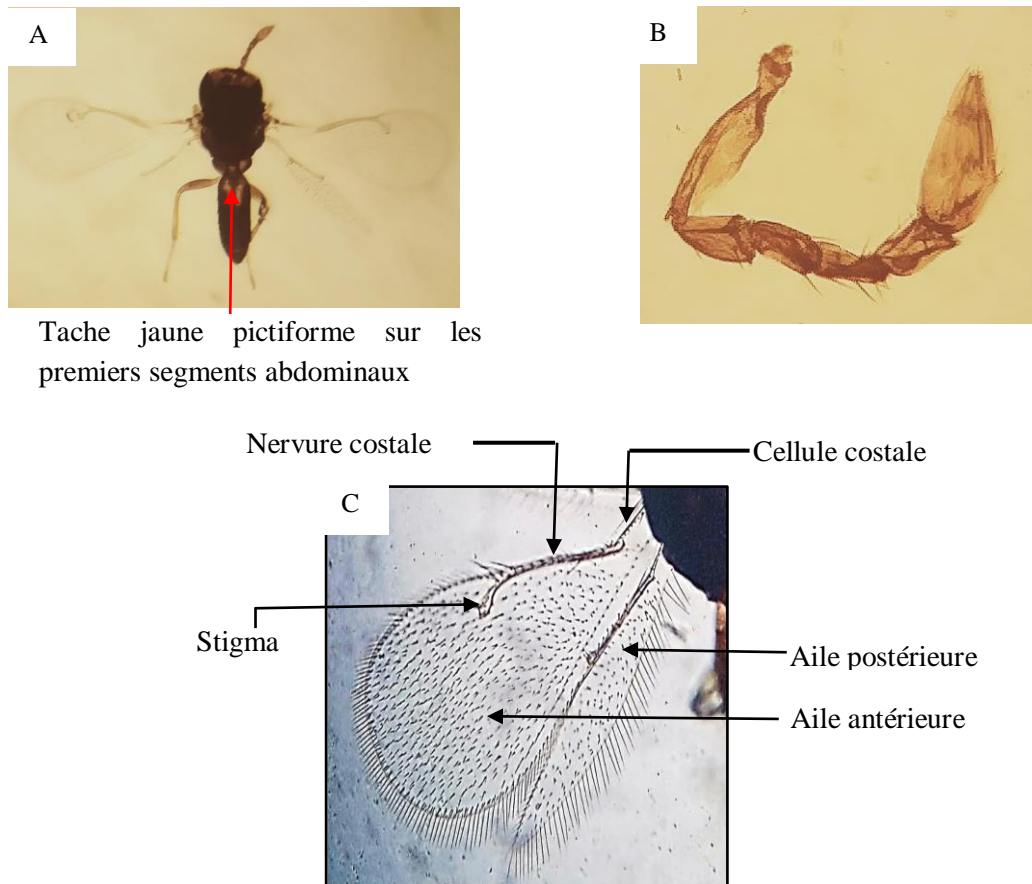 A
B
Tache jaune pictiforme sur les
premiers segments abdominaux
Nervure costale
Cellule costale
C
Stigma
Aile postérieure
Aile antérieure